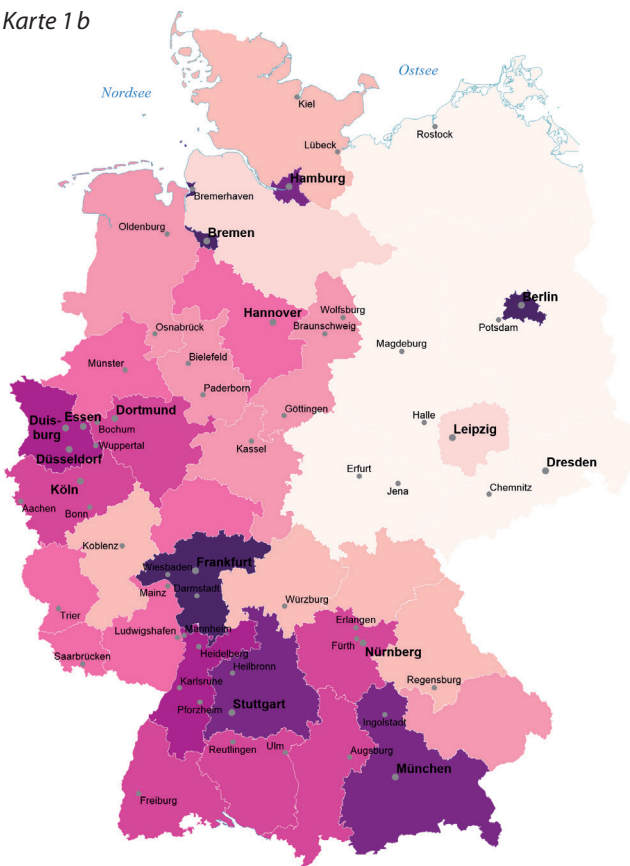 Karte 1 b
Nordsee
Ostsee
Kiel
Rostock
Lübeck
Hamburg
Bremerhaven
Oldenburg
Bremen
Berlin
Potsdam
Wolfsburg
Hannover
Braunschweig
Osnabrück
Magdeburg
Bielefeld
Münster
Paderborn
Göttingen
Halle
Leipzig
Dortmund
Duis-
burg
Essen
Bochum
Wuppertal
Düsseldorf
Kassel
Dresden
Köln
Erfurt
Jena
Chemnitz
Aachen
Bonn
Koblenz
Frankfurt
Wiesbaden
Mainz
Darmstadt
Würzburg
Trier
Erlangen
Ludwigshafen
Mannheim
Fürth
Nürnberg
Saarbrücken
Heidelberg
Heilbronn
Karlsruhe
Regensburg
Pforzheim
Stuttgart
Ingolstadt
Reutlingen
Ulm
Augsburg
München
Freiburg